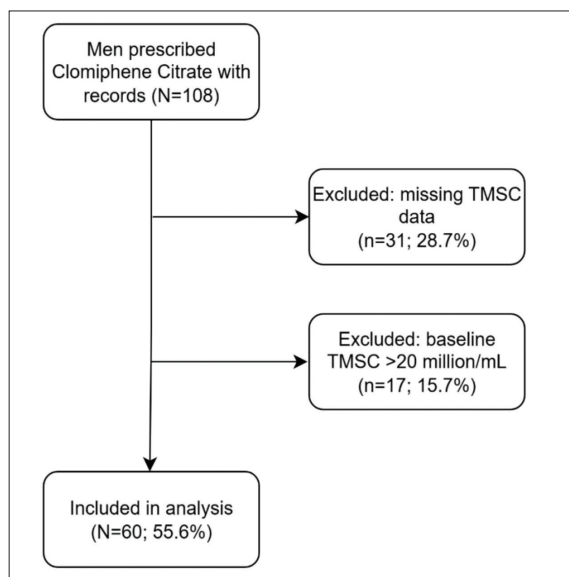 Men prescribed
Clomiphene Citrate with
records (N=108)
Excluded: missing TMSC
data
(n=31; 28.7%)
Excluded: baseline
TMSC >20 million/mL
(n=17; 15.7%)
Included in analysis
(N=60; 55.6%)